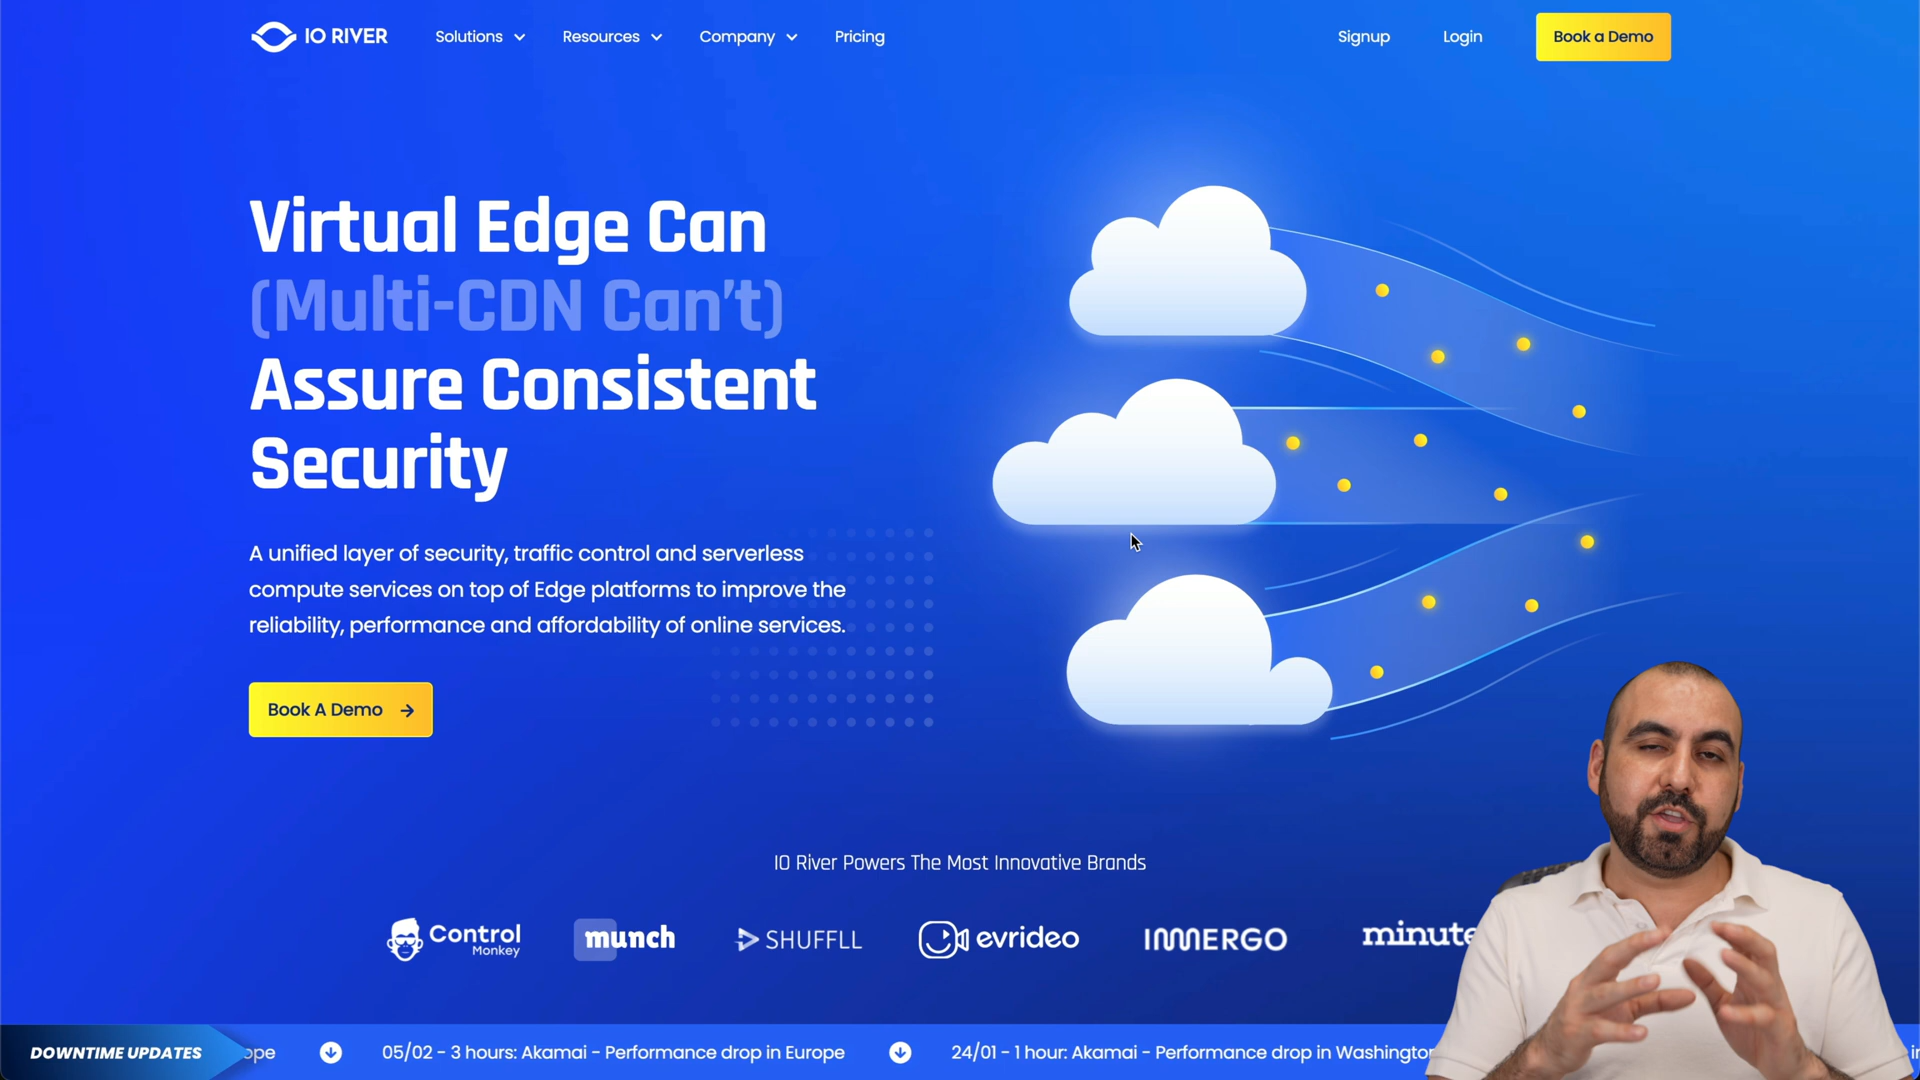 IO RIVER
Solutions
Resources
Company
Pricing
Signup
Login
Book a Demo
Virtual Edge Can
(Multi-CDN Can't)
Assure Consistent
Security
A unified layer of security, traffic control and serverless
compute services on top of Edge platforms to improve the
reliability, performance and affordability of online services.
Book A Demo
IO River Powers The Most Innovative Brands
Control
Monkey
munch
SHUFFLL
evrideo
IMMERGO
minute
DOWNTIME UPDATES
ope
05/02 - 3 hours: Akamai - Performance drop in Europe
24/01 - 1 hour: Akamai - Performance drop in Washingto